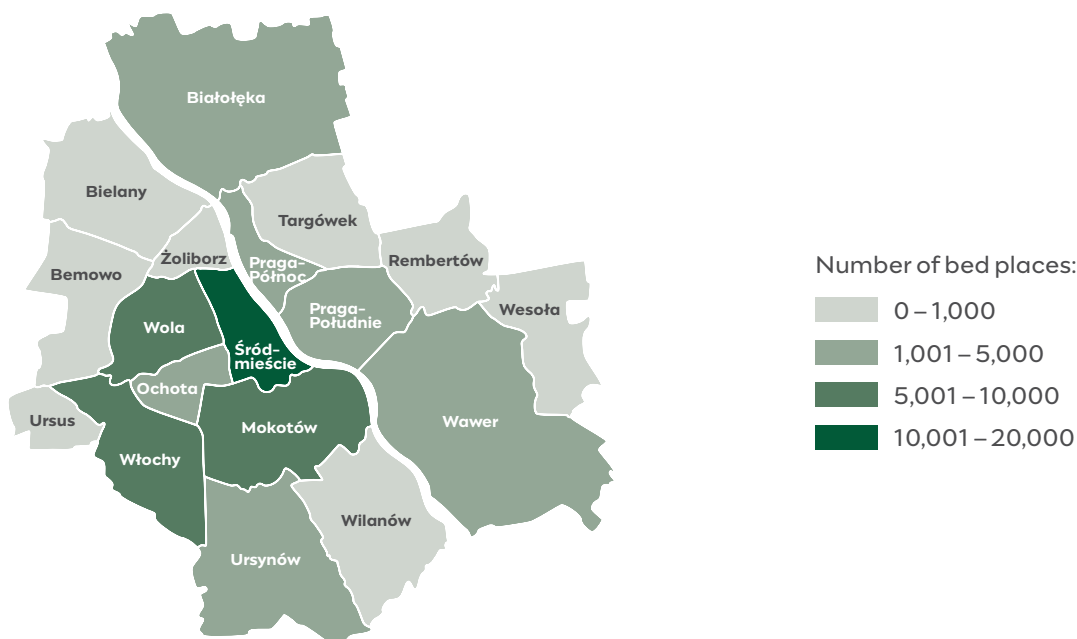 Białołęka
Bielany
Targówek
Żoliborz
Rembertów
Praga-
Północ
Bemowo
Wesoła
Praga-
Południe
Wola
Śród-
mieście
Ochota
Ursus
Mokotów
Wawer
Włochy
Wilanów
Ursynów
Number of bed places:
0 – 1,000
1,001 – 5,000
5,001 – 10,000
10,001 – 20,000